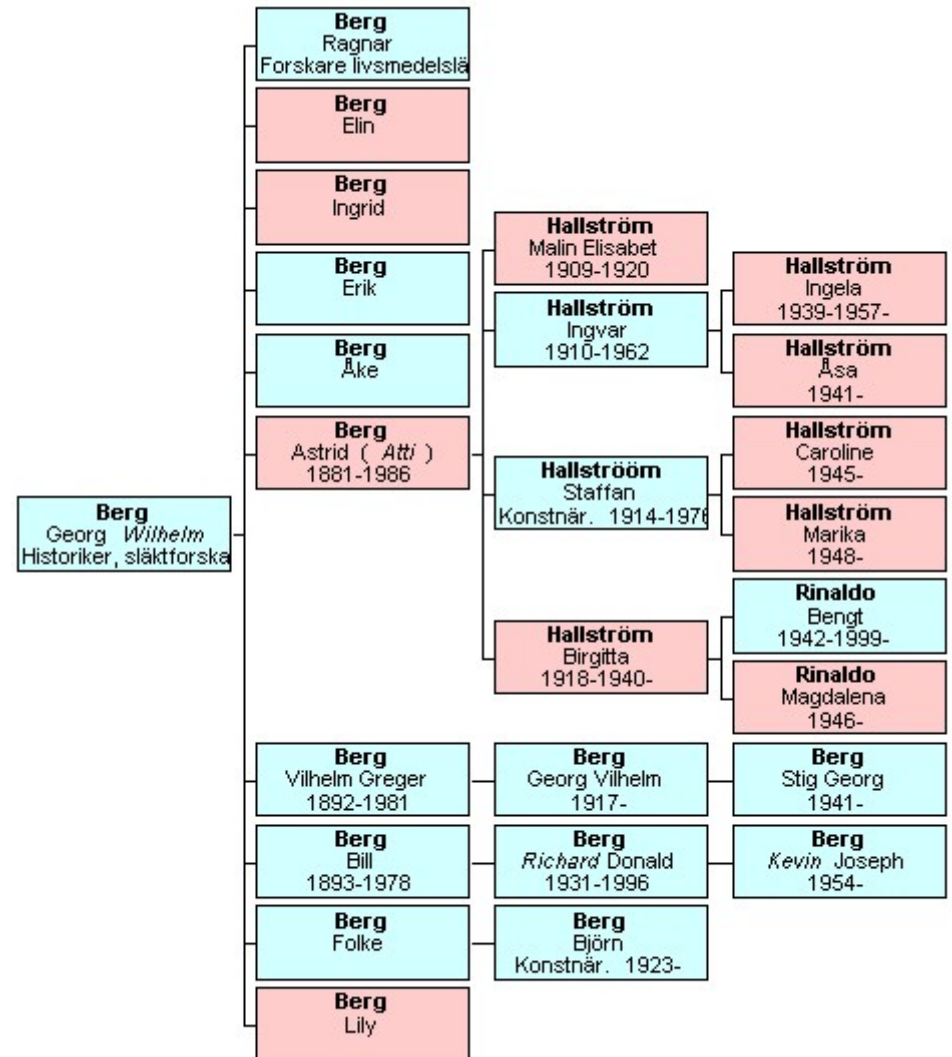 Berg
Georg Wilhelm
Historiker, släktforska
Berg
Ragnar
Forskare livsmedelslä
Berg
Elin
Berg
Ingrid
Berg
Erik
Berg
Åke
Berg
Astrid ( Atti )
1881-1986
Hallström
Malin Elisabet
1909-1920
Hallström
Ingvar
1910-1962
Hallström
Ingela
1939-1957-
Hallström
Åsa
1941-
Hallströörn
Staffan
Konstnär. 1914-1976
Hallström
Caroline
1945-
Hallström
Marika
1948-
Hallström
Birgitta
1918-1940-
Rinaldo
Bengt
1942-1999-
Rinaldo
Magdalena
1946-
Berg
Vilhelm Greger
1892-1981
Berg
Georg Vilhelm
1917-
Berg
Stig Georg
1941-
Berg
Bill
1893-1978
Berg
Richard Donald
1931-1996
Berg
Kevin Joseph
1954-
Berg
Folke
Berg
Björn
Konstnär. 1923-
Berg
Lily